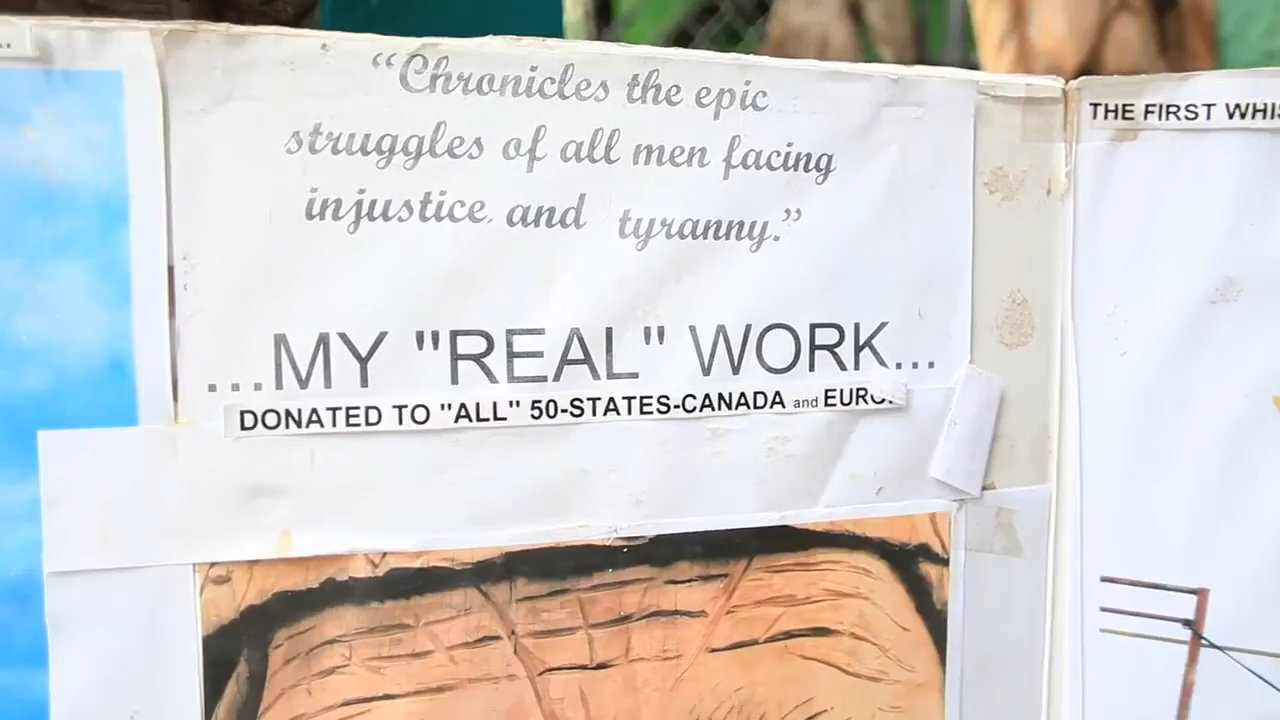 “Chronicles the epic
struggles of all men facing
injustice and tyranny.”
...MY "REAL" WORK...
DONATED TO "ALL" 50-STATES-CANADA and
THE FIRST